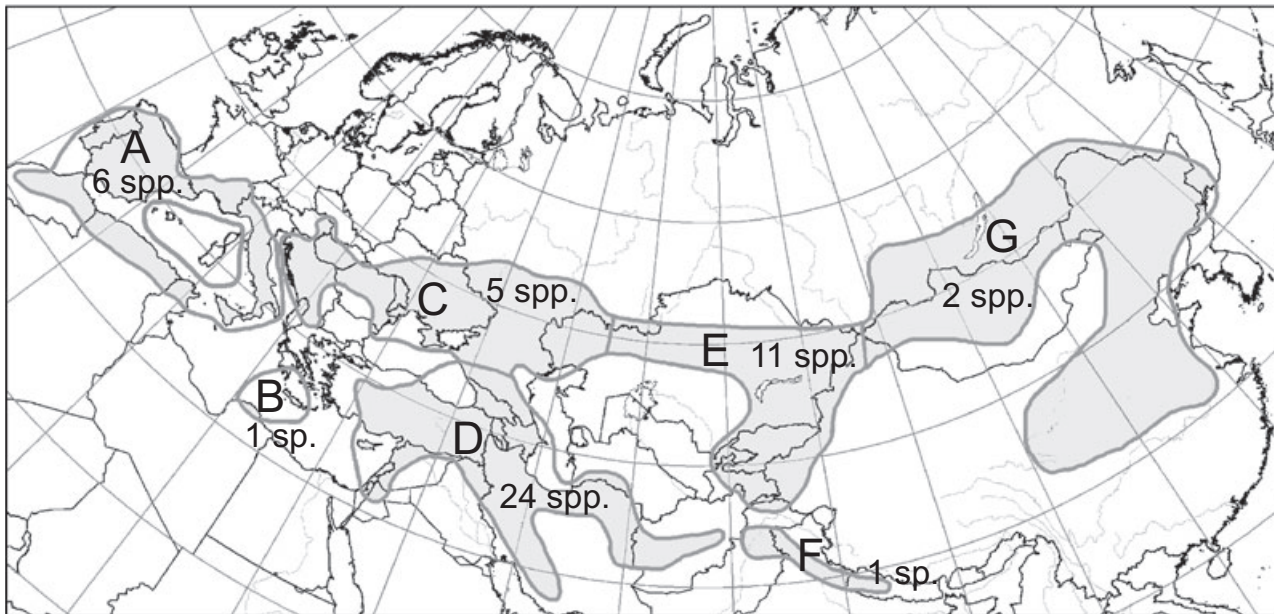 A
6 spp.
B
1 sp.
C
5 spp.
D
24 spp.
E
11 spp.
F
1 sp.
G
2 spp.